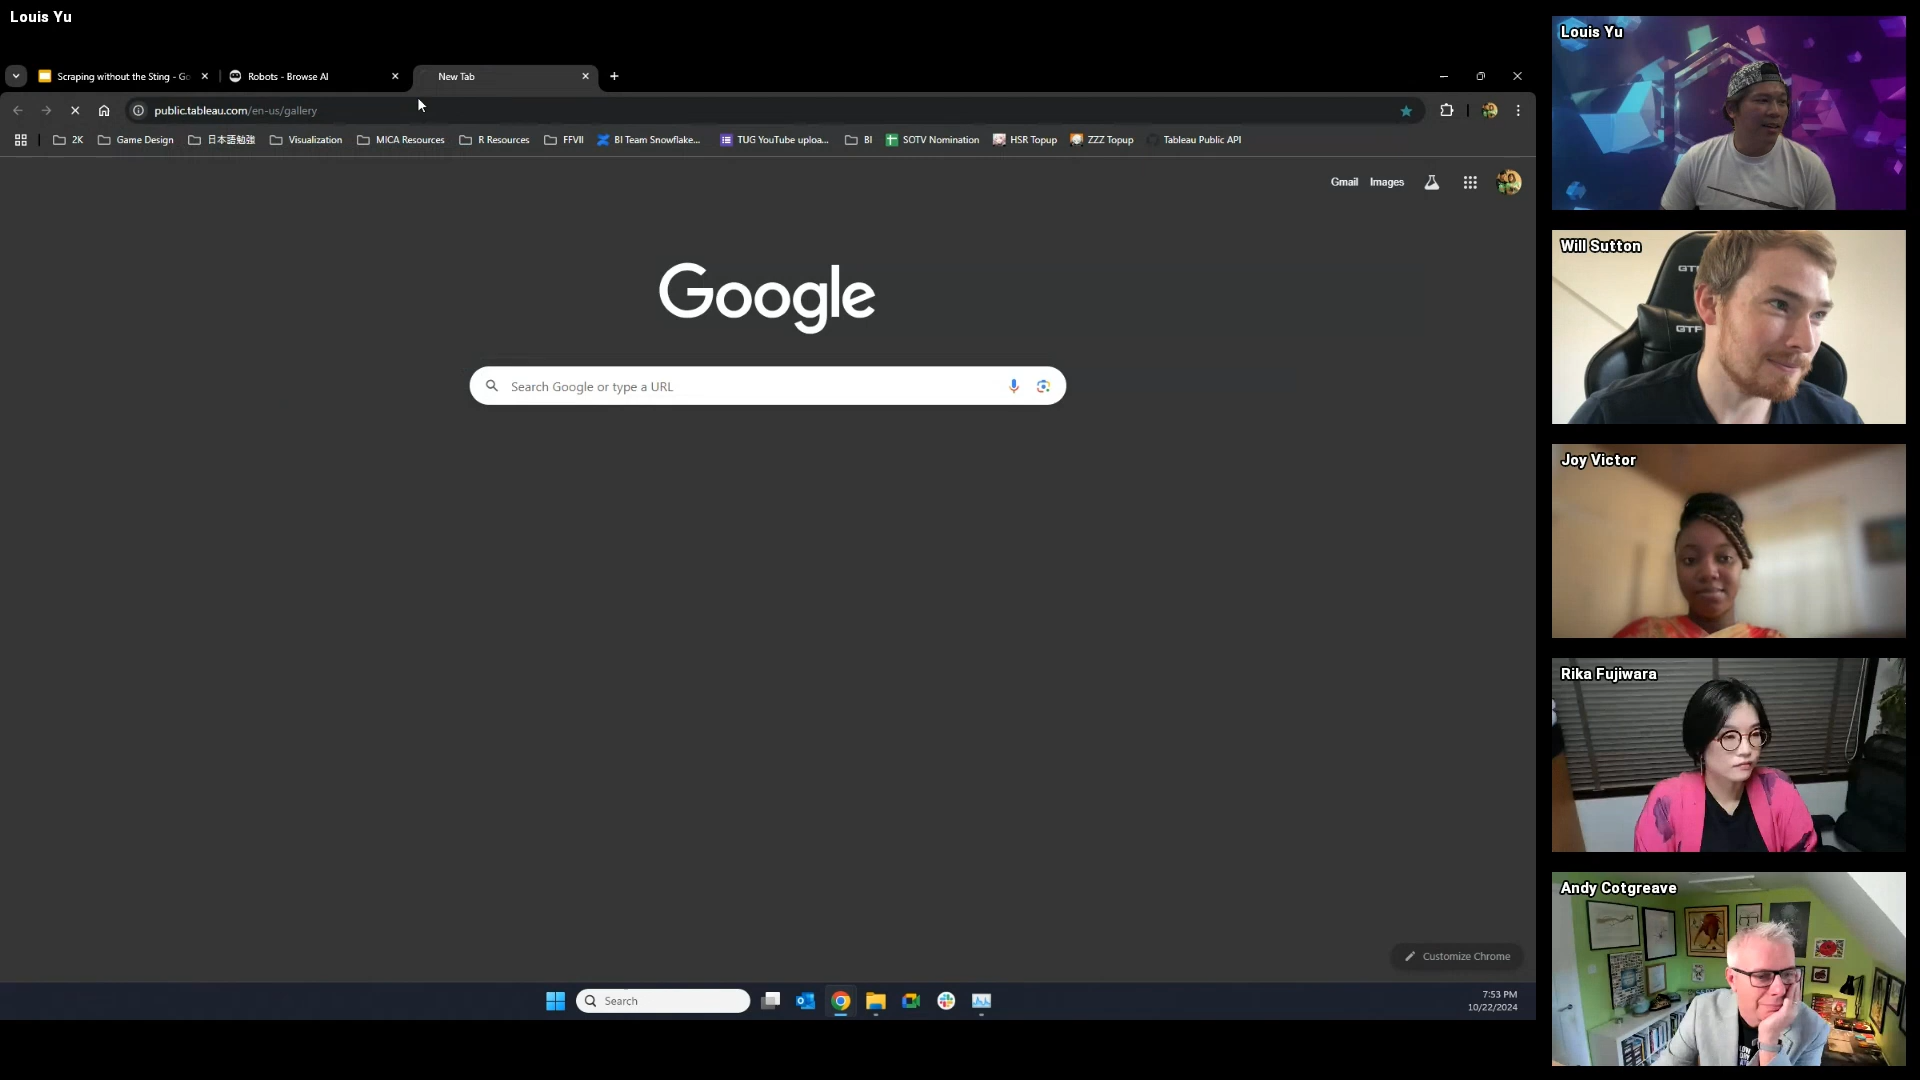 Louis Yu
Scraping without the Sting - Go
Robots - Browse AI
New Tab
public.tableau.com/en-us/gallery
2K
Game Design
日本語勉強
Visualization
MICA Resources
R Resources
FFVII
BI Team Snowflake...
TUG YouTube uploa...
BI
SOTV Nomination
HSR Topup
ZZZ Topup
Tableau Public API
Gmail
Images
Google
Search Google or type a URL
Customize Chrome
Search
7:53 PM
10/22/2024
Louis Yu
Will Sutton
GT
GTF
Joy Victor
Rika Fujiwara
Andy Cotgreave